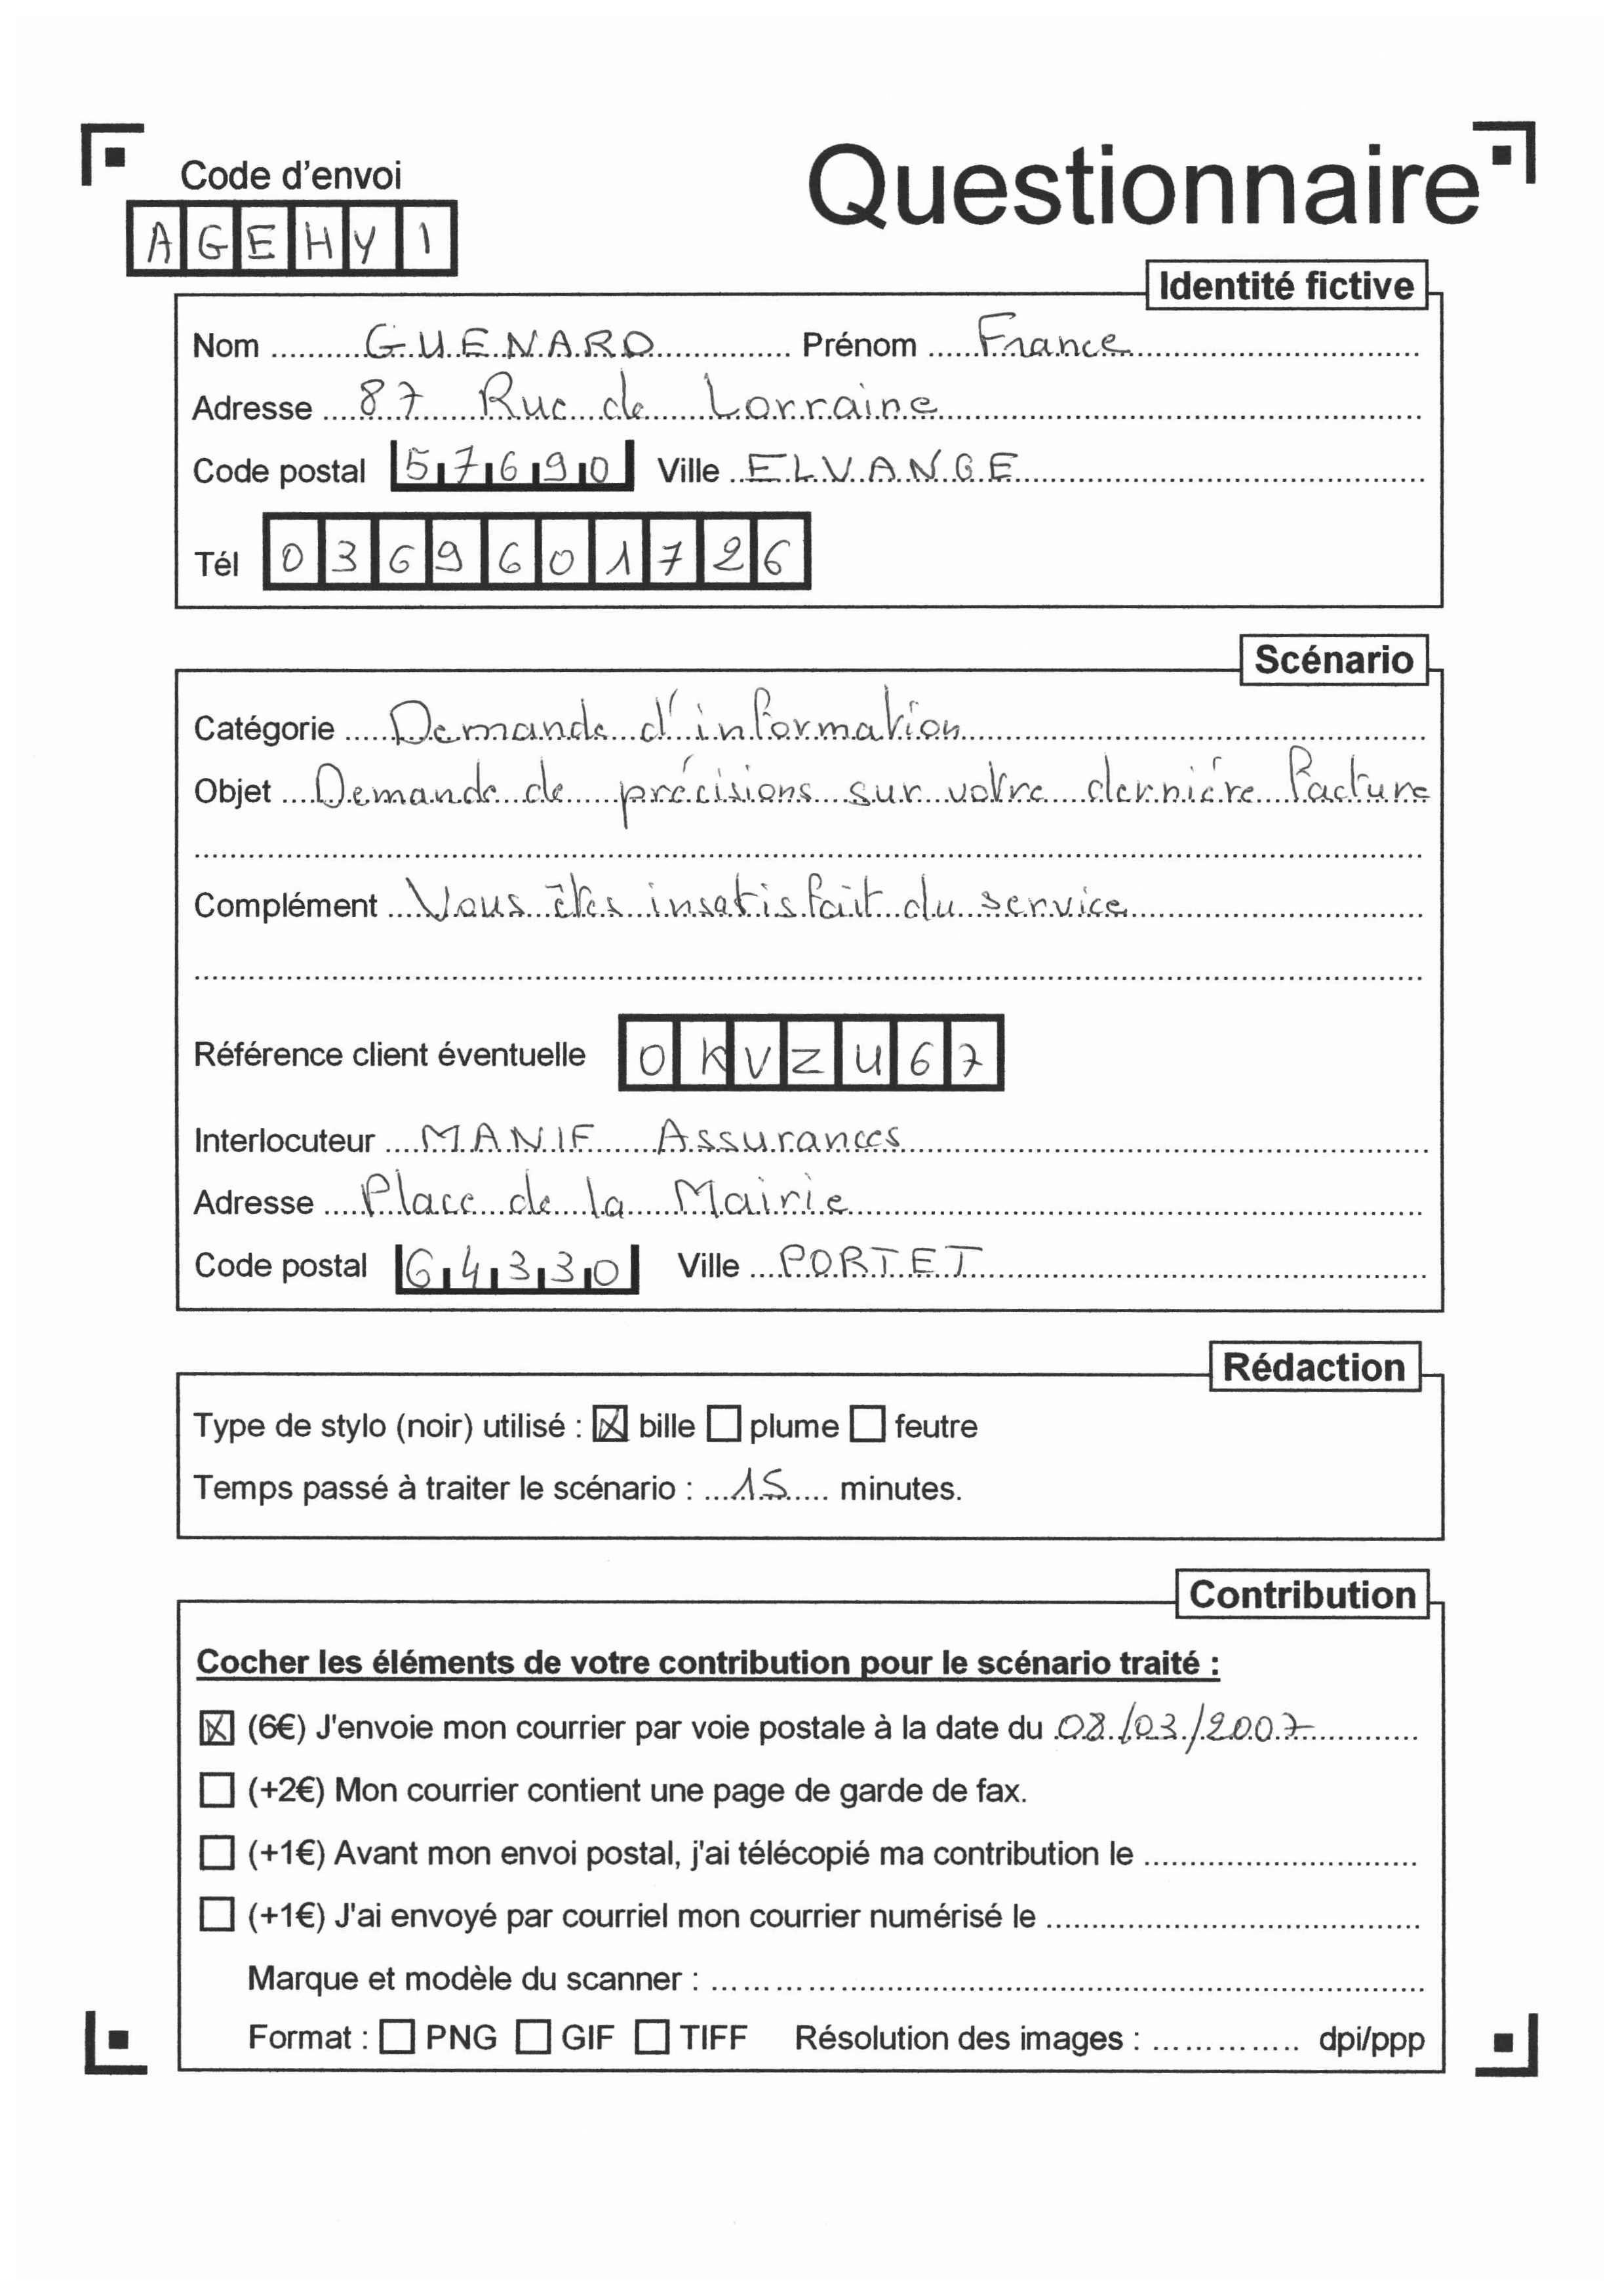 Code d'envoi
Questionnaire
A G E H Y 1
Identité fictive
Nom GUENARD Prénom France
Adresse 87 Rue de Lorraine
Code postal 57690 Ville ELVANGE
Tél 0369601726
Scénario
Catégorie Demande d'information
Objet Demande de précisions sur votre dernière facture
Complément Vous êtes insatisfait du service
Référence client éventuelle OKVZU67
Interlocuteur MANIF Assurances
Adresse Place de la Mairie
Code postal 64330 Ville PORTET
Rédaction
Type de stylo (noir) utilisé : ☒ bille ☐ plume ☐ feutre
Temps passé à traiter le scénario : 15 minutes.
Contribution
Cocher les éléments de votre contribution pour le scénario traité :
☒ (6€) J'envoie mon courrier par voie postale à la date du 08/03/2007
☐ (+2€) Mon courrier contient une page de garde de fax.
☐ (+1€) Avant mon envoi postal, j'ai télécopié ma contribution le
☐ (+1€) J'ai envoyé par courriel mon courrier numérisé le
Marque et modèle du scanner :
Format : ☐ PNG ☐ GIF ☐ TIFF Résolution des images : dpi/ppp